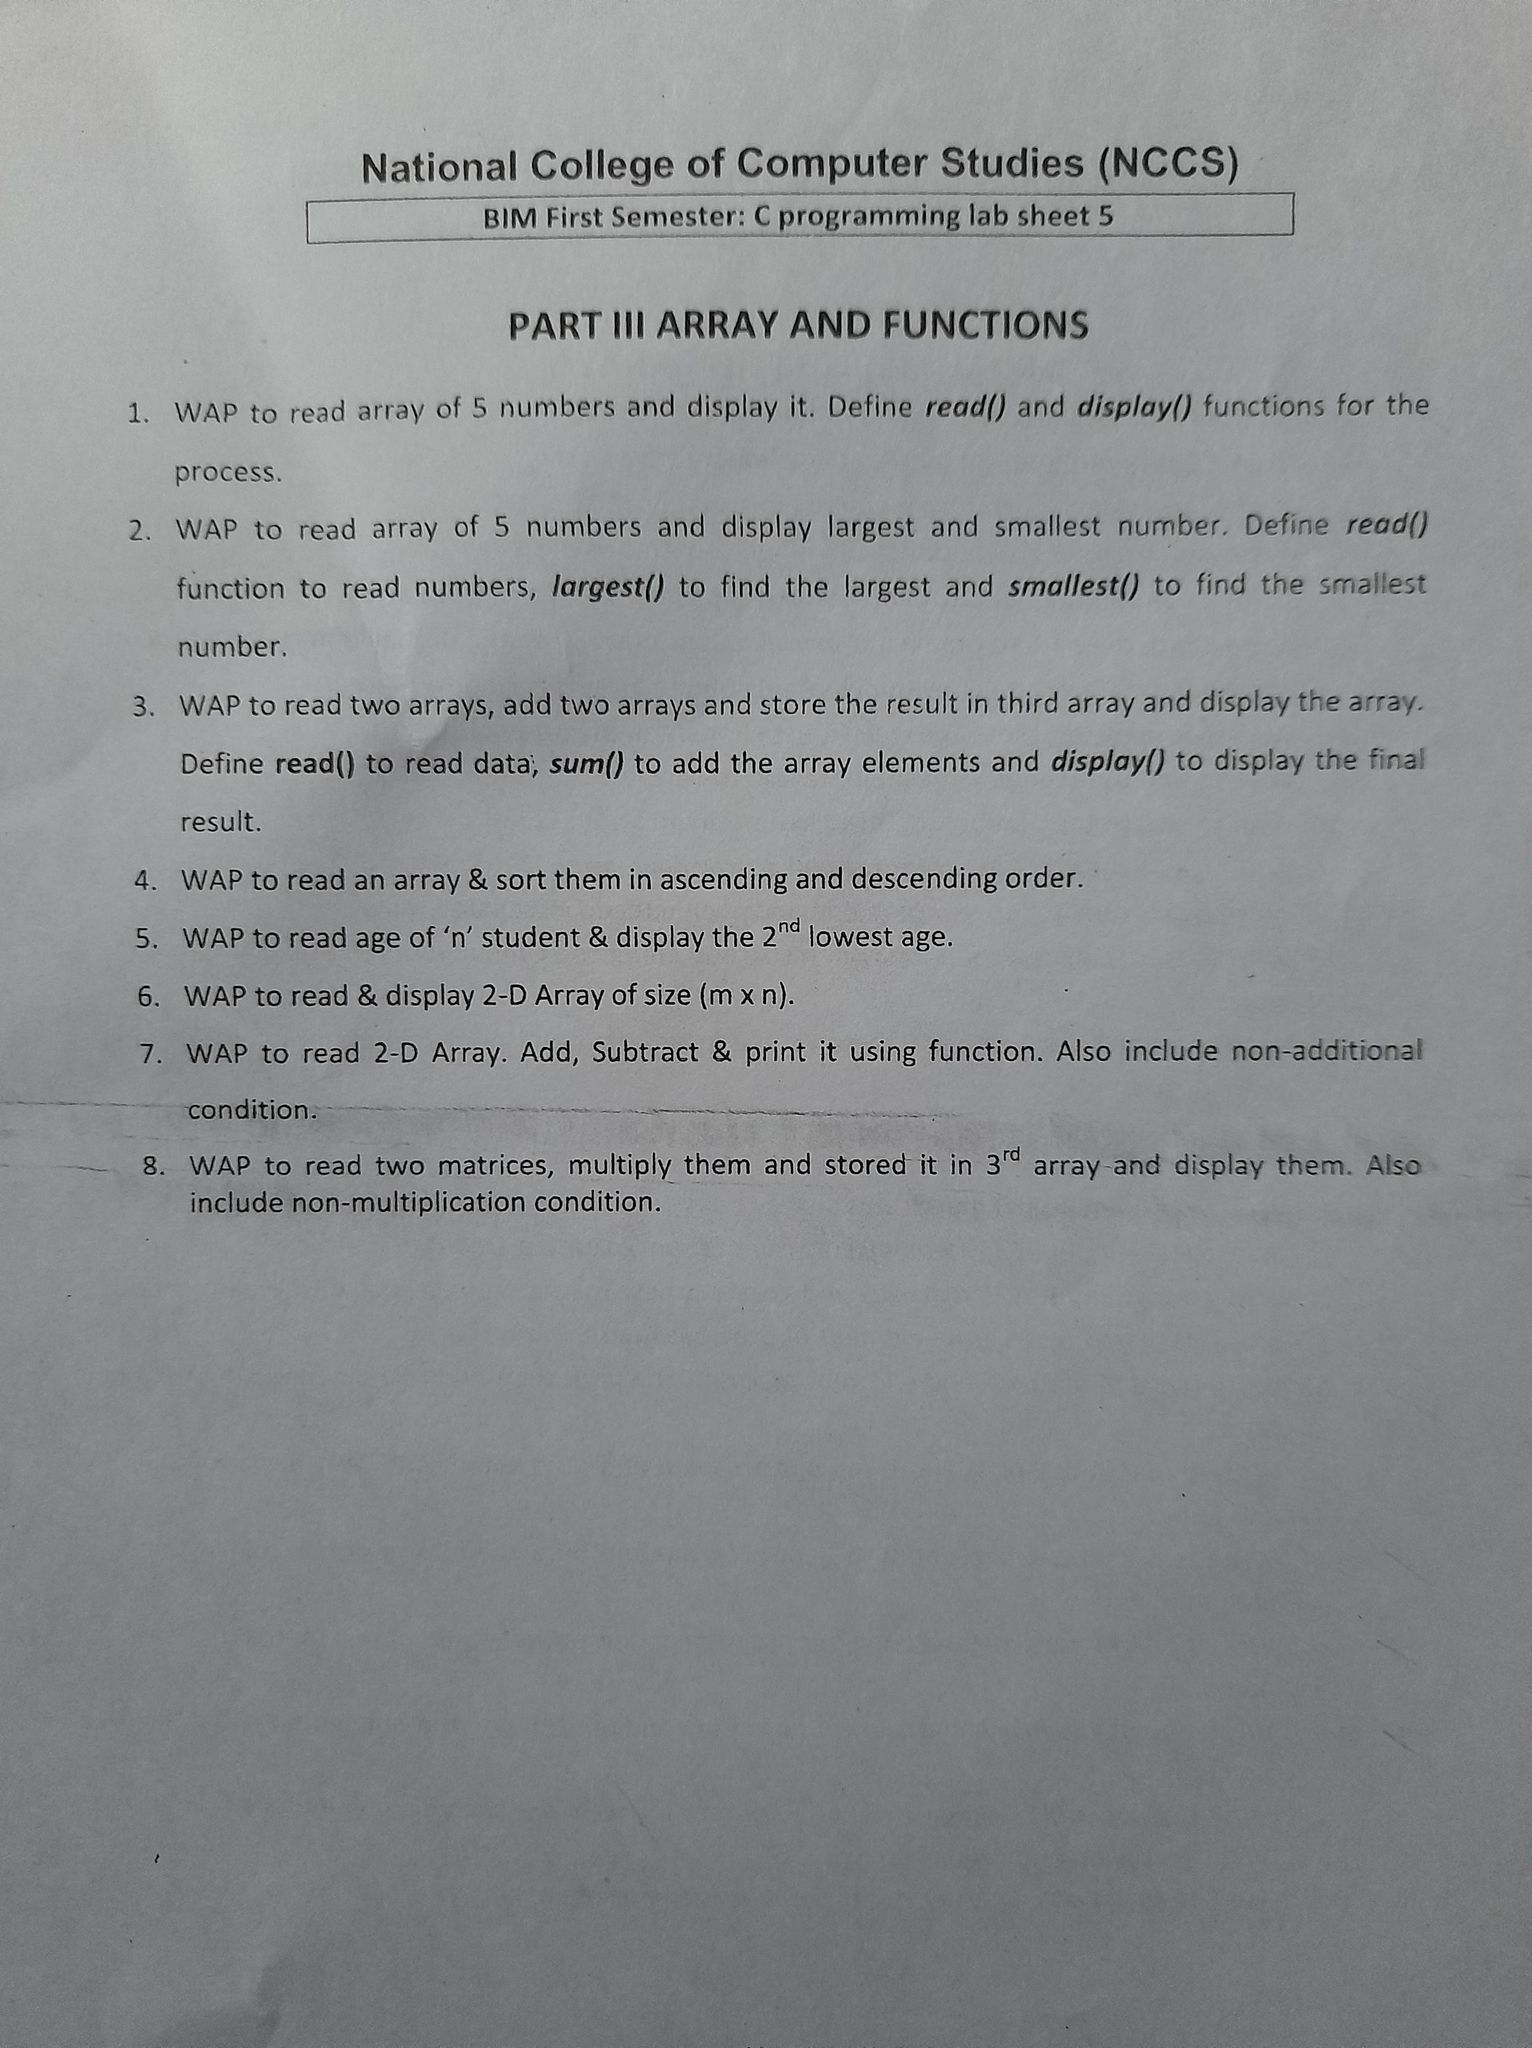 National College of Computer Studies (NCCS)
BIM First Semester: C programming lab sheet 5
PART III ARRAY AND FUNCTIONS
1. WAP to read array of 5 numbers and display it. Define read() and display() functions for the
process.
2. WAP to read array of 5 numbers and display largest and smallest number. Define read()
function to read numbers, largest() to find the largest and smallest() to find the smallest
number.
3. WAP to read two arrays, add two arrays and store the result in third array and display the array.
Define read() to read data, sum() to add the array elements and display() to display the final
result.
4. WAP to read an array & sort them in ascending and descending order.
5. WAP to read age of ‘n’ student & display the 2nd lowest age.
6. WAP to read & display 2-D Array of size (m x n).
7. WAP to read 2-D Array. Add, Subtract & print it using function. Also include non-additional
condition.
8. WAP to read two matrices, multiply them and stored it in 3rd array and display them. Also
include non-multiplication condition.